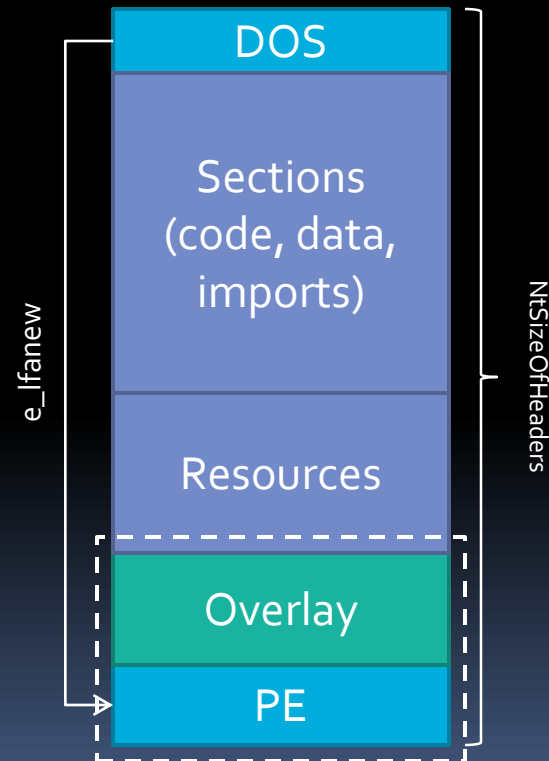 DOS
Sections
(code, data,
imports)
e_lfanew
NtSizeOfHeaders
Resources
Overlay
PE